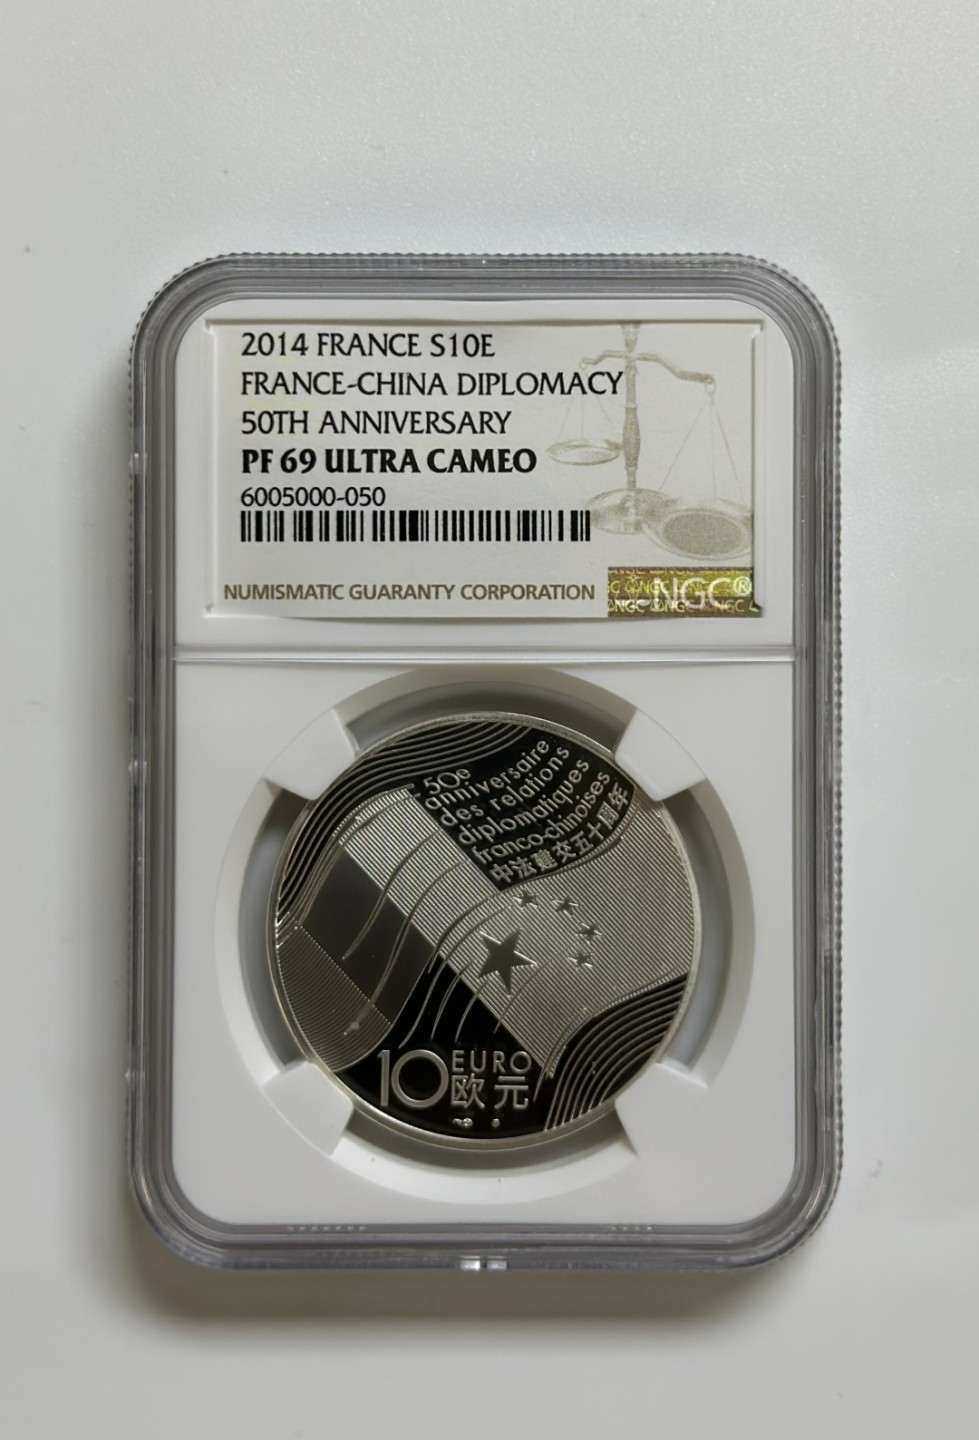 2014 FRANCE S10E
FRANCE-CHINA DIPLOMACY
50TH ANNIVERSARY
PF 69 ULTRA CAMEO
6005000-050
NUMISMATIC GUARANTY CORPORATION
NGC®
50e
anniversaire
des relations
diplomatiques
franco-chinoises
中法建交五十周年
10 EURO
欧元